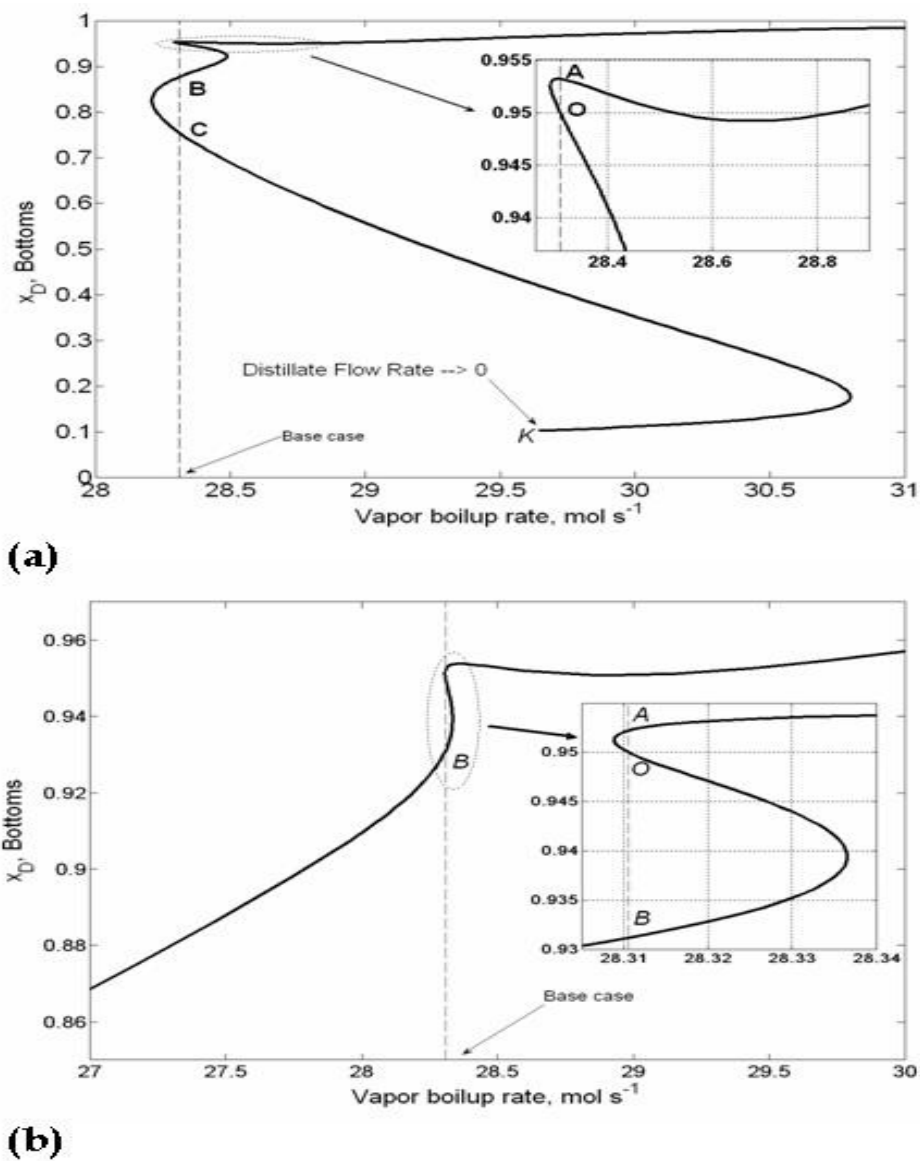 1
0.9
0.8
0.7
0.6
0.5
0.4
0.3
0.2
0.1
0
x_D, Bottoms
A
B
C
O
0.955
0.95
0.945
0.94
28.4 28.6 28.8
Distillate Flow Rate --> 0
K
Base case
28 28.5 29 29.5 30 30.5 31
Vapor boilup rate, mol s⁻¹
(a)
0.96
0.94
0.92
0.9
0.88
0.86
x_D, Bottoms
B
A
O
B
0.95
0.945
0.94
0.935
0.93
28.31 28.32 28.33 28.34
Base case
27 27.5 28 28.5 29 29.5 30
Vapor boilup rate, mol s⁻¹
(b)